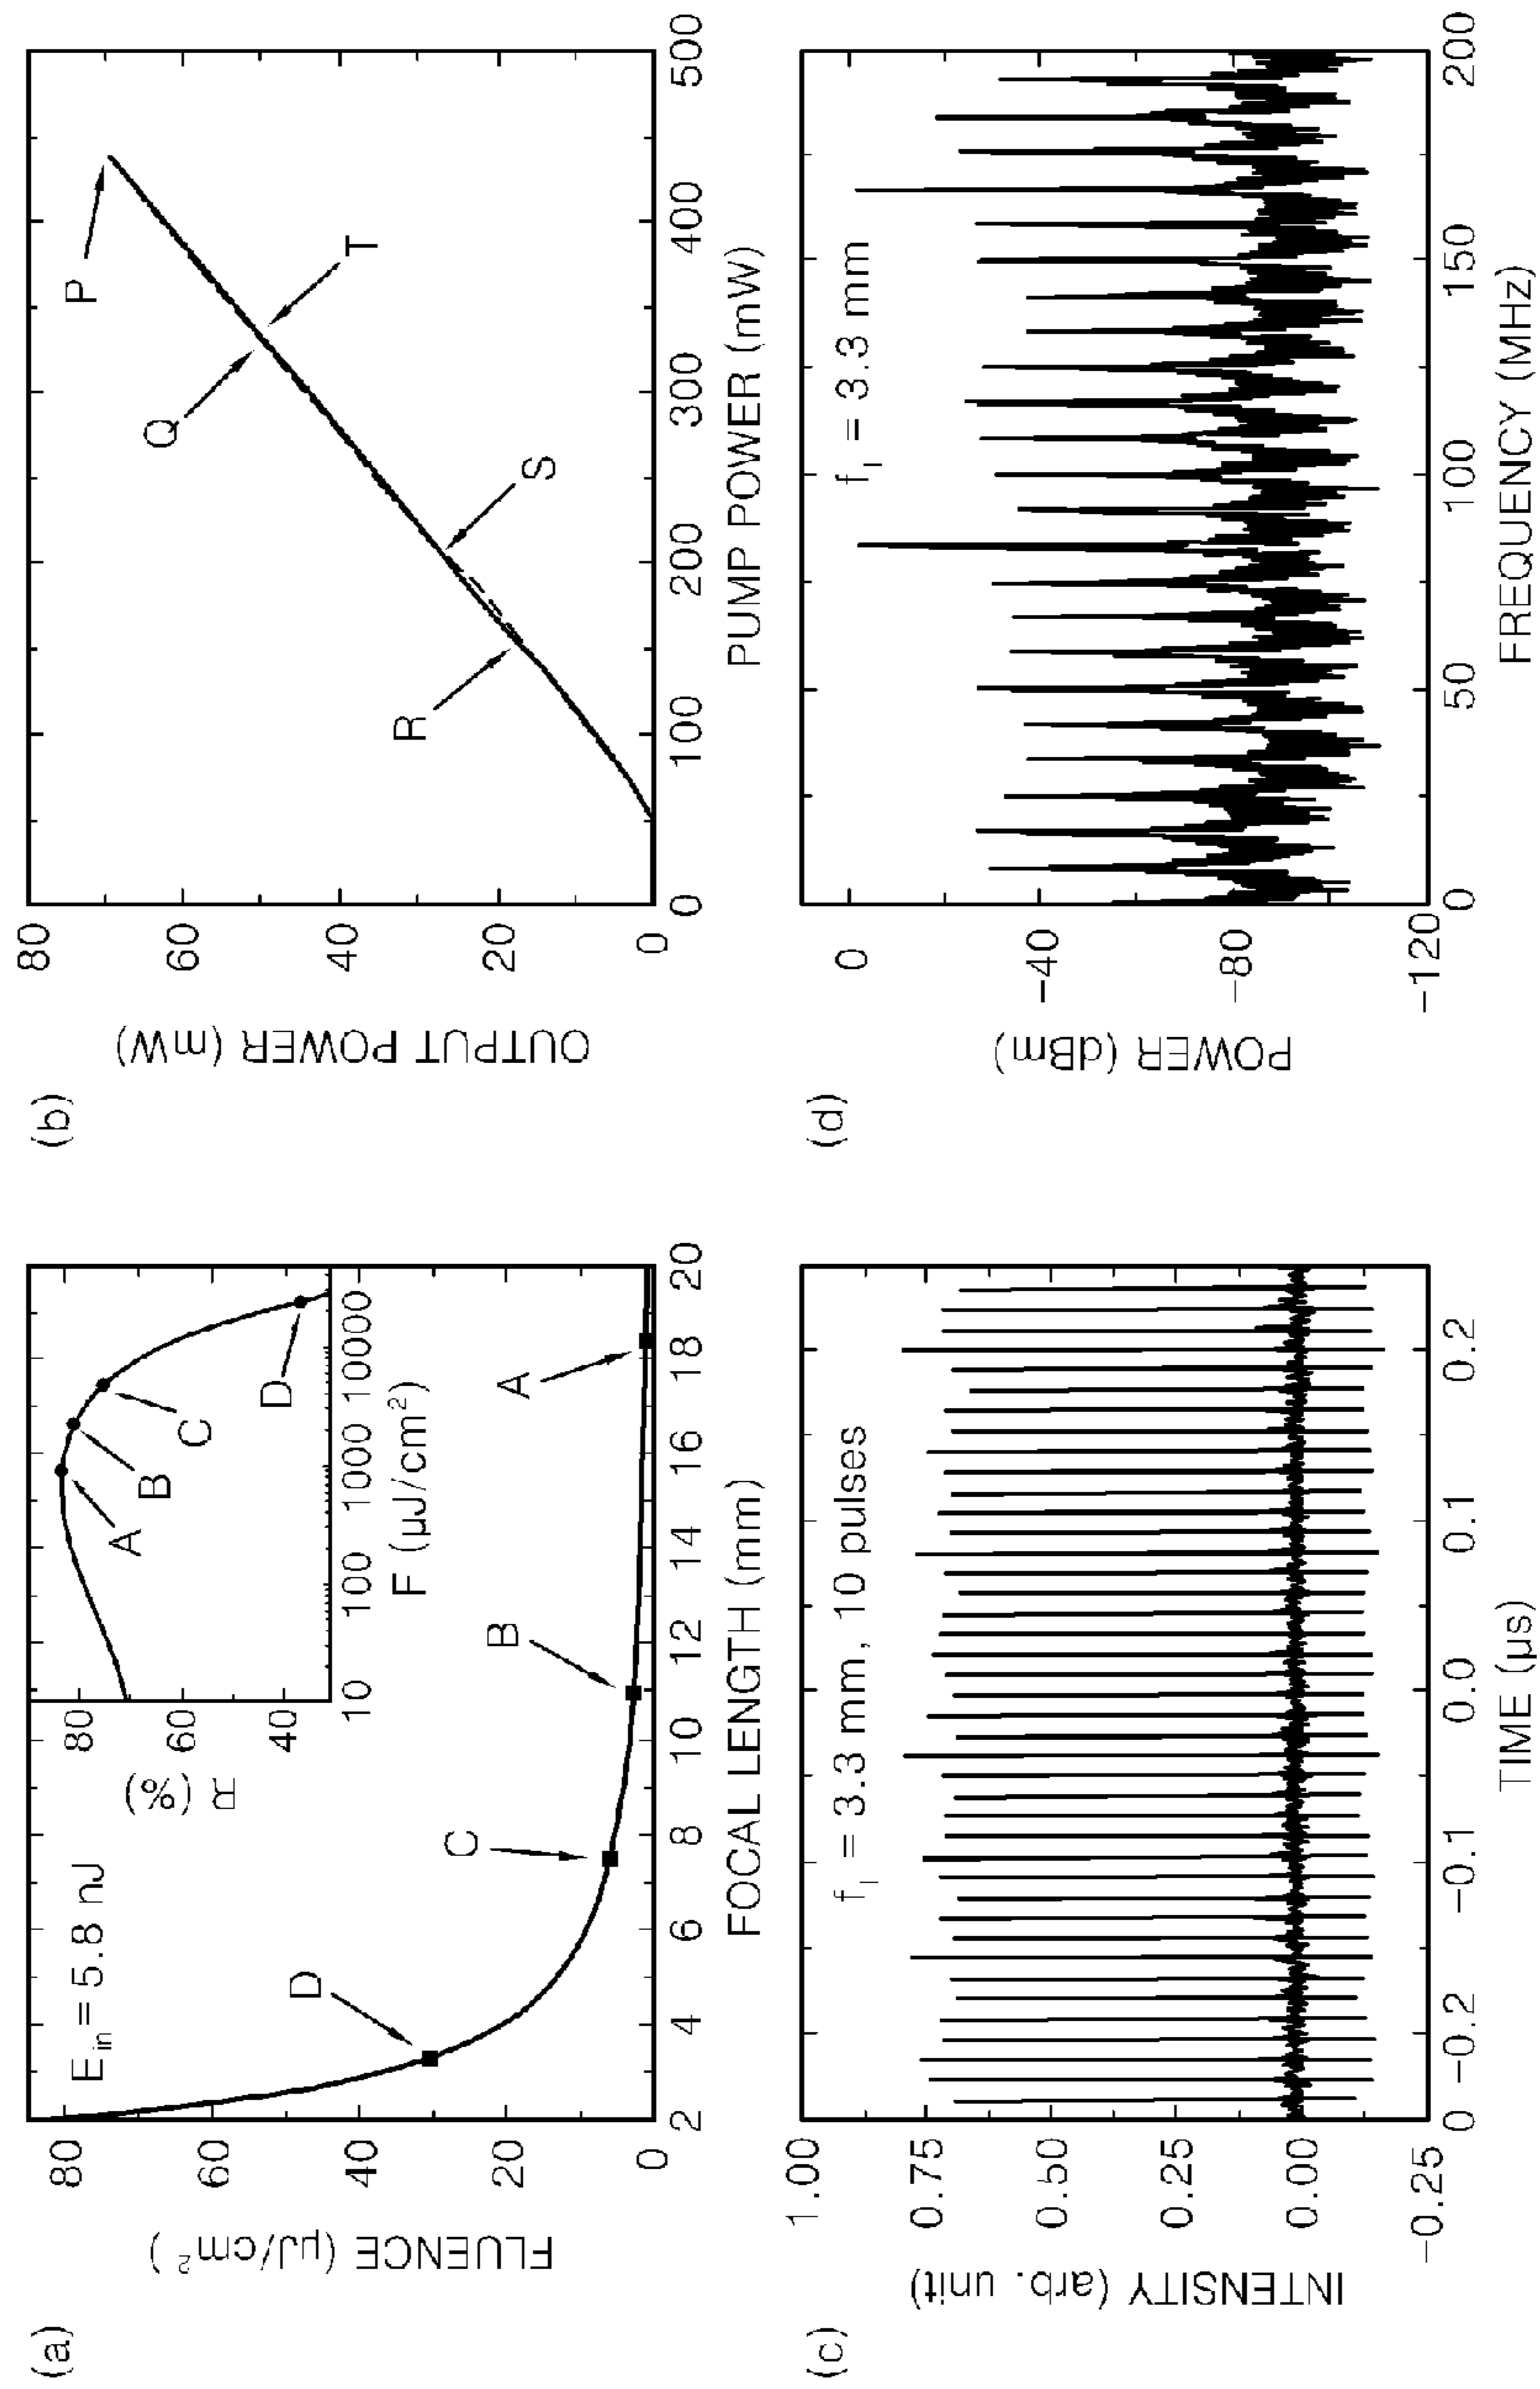 (a)
E_in = 5.8 nJ
FLUENCE (µJ/cm²)
80
60
40
20
0
2 4 6 8 10 12 14 16 18 20
FOCAL LENGTH (mm)
D
C
B
A
R (%)
80
60
40
10 100 1000 10000
F (µJ/cm²)
A
B
C
D
(b)
OUTPUT POWER (mW)
80
60
40
20
0
0 100 200 300 400 500
PUMP POWER (mW)
P
Q
T
R
S
(c)
f_l = 3.3 mm, 10 pulses
INTENSITY (arb. unit)
1.00
0.75
0.50
0.25
0.00
-0.25
0 -0.2 -0.1 0.0 0.1 0.2
TIME (µs)
(d)
f_l = 3.3 mm
POWER (dBm)
0
-40
-80
-120
0 50 100 150 200
FREQUENCY (MHz)